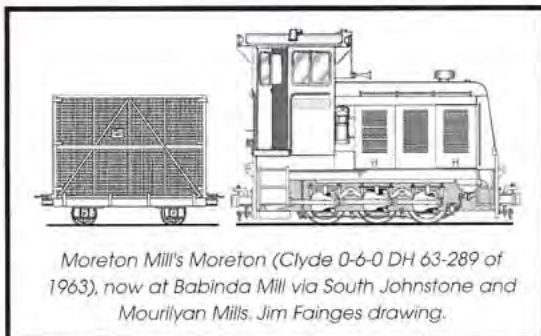 Moreton Mill's Moreton (Clyde 0-6-0 DH 63-289 of
1963), now at Babinda Mill via South Johnstone and
Mourilyan Mills. Jim Fainges drawing.